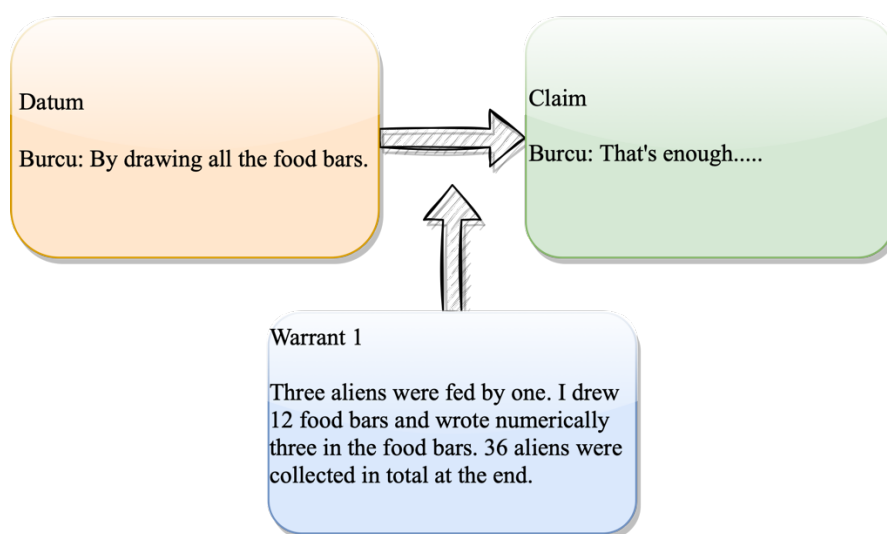 Datum
Burcu: By drawing all the food bars.
Claim
Burcu: That's enough.....
Warrant 1
Three aliens were fed by one. I drew
12 food bars and wrote numerically
three in the food bars. 36 aliens were
collected in total at the end.